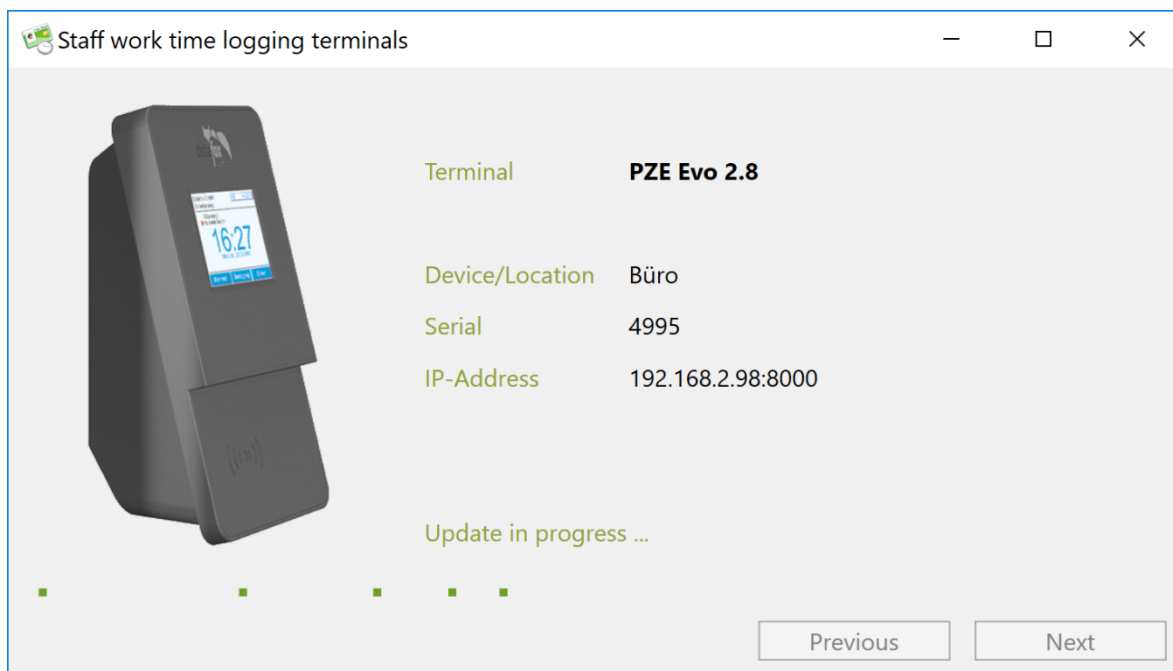 Staff work time logging terminals
fox
16:27
Terminal PZE Evo 2.8
Device/Location Büro
Serial 4995
IP-Address 192.168.2.98:8000
Update in progress ...
Previous Next